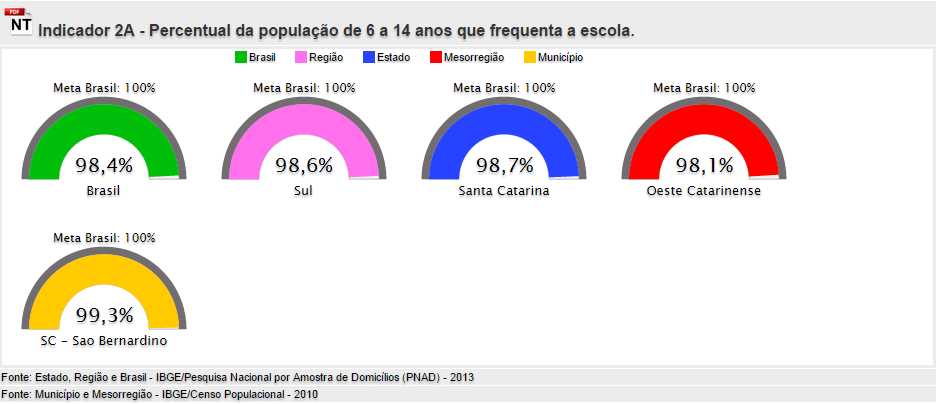 PDF
NT
Indicador 2A - Percentual da população de 6 a 14 anos que frequenta a escola.
Brasil Região Estado Mesorregião Município
Meta Brasil: 100% Meta Brasil: 100% Meta Brasil: 100% Meta Brasil: 100%
98,4% 98,6% 98,7% 98,1%
Brasil Sul Santa Catarina Oeste Catarinense
Meta Brasil: 100%
99,3%
SC - Sao Bernardino
Fonte: Estado, Região e Brasil - IBGE/Pesquisa Nacional por Amostra de Domicílios (PNAD) - 2013
Fonte: Município e Mesorregião - IBGE/Censo Populacional - 2010